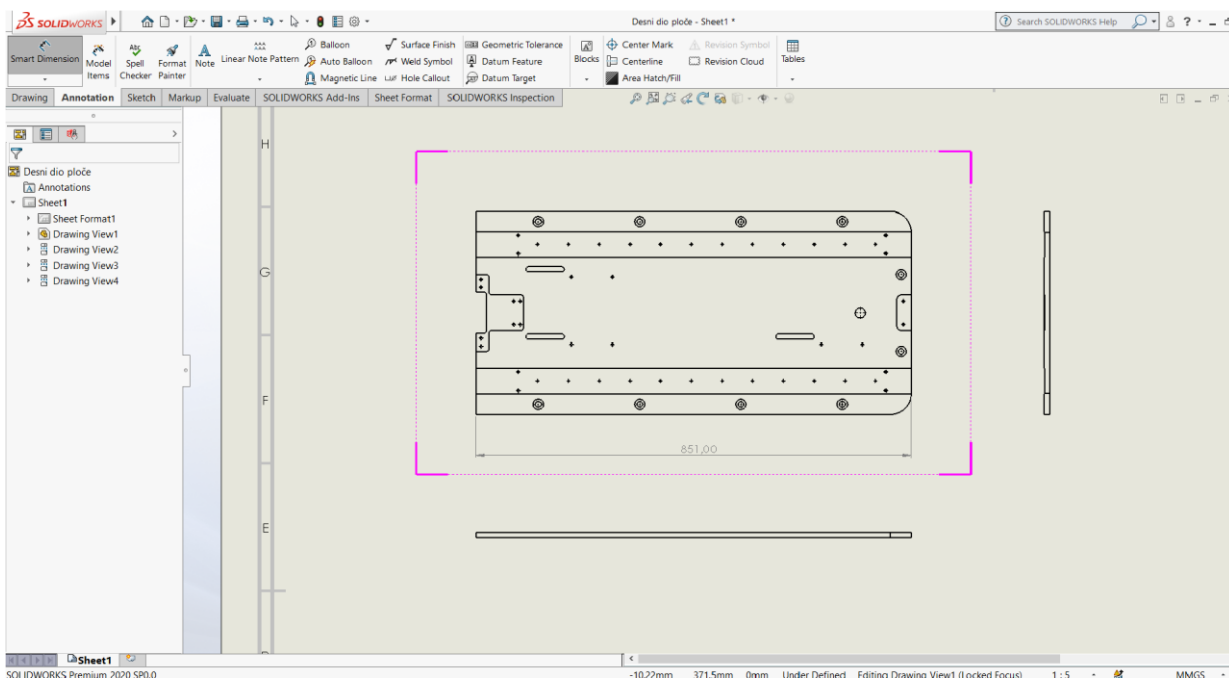 SOLIDWORKS
Desni dio ploče - Sheet1 *
Search SOLIDWORKS Help
Smart Dimension
Model Items
Spell Checker
Format Painter
Note
Linear Note Pattern
Balloon
Auto Balloon
Magnetic Line
Surface Finish
Weld Symbol
Hole Callout
Geometric Tolerance
Datum Feature
Datum Target
Blocks
Center Mark
Centerline
Area Hatch/Fill
Revision Symbol
Revision Cloud
Tables
Drawing Annotation Sketch Markup Evaluate SOLIDWORKS Add-Ins Sheet Format SOLIDWORKS Inspection
Desni dio ploče
Annotations
Sheet1
Sheet Format1
Drawing View1
Drawing View2
Drawing View3
Drawing View4
H
G
F
E
851,00
Sheet1
SOLIDWORKS Premium 2020 SP0.0
-10.22mm 371.5mm 0mm Under Defined Editing Drawing View1 (Locked Focus) 1 : 5 MMGS